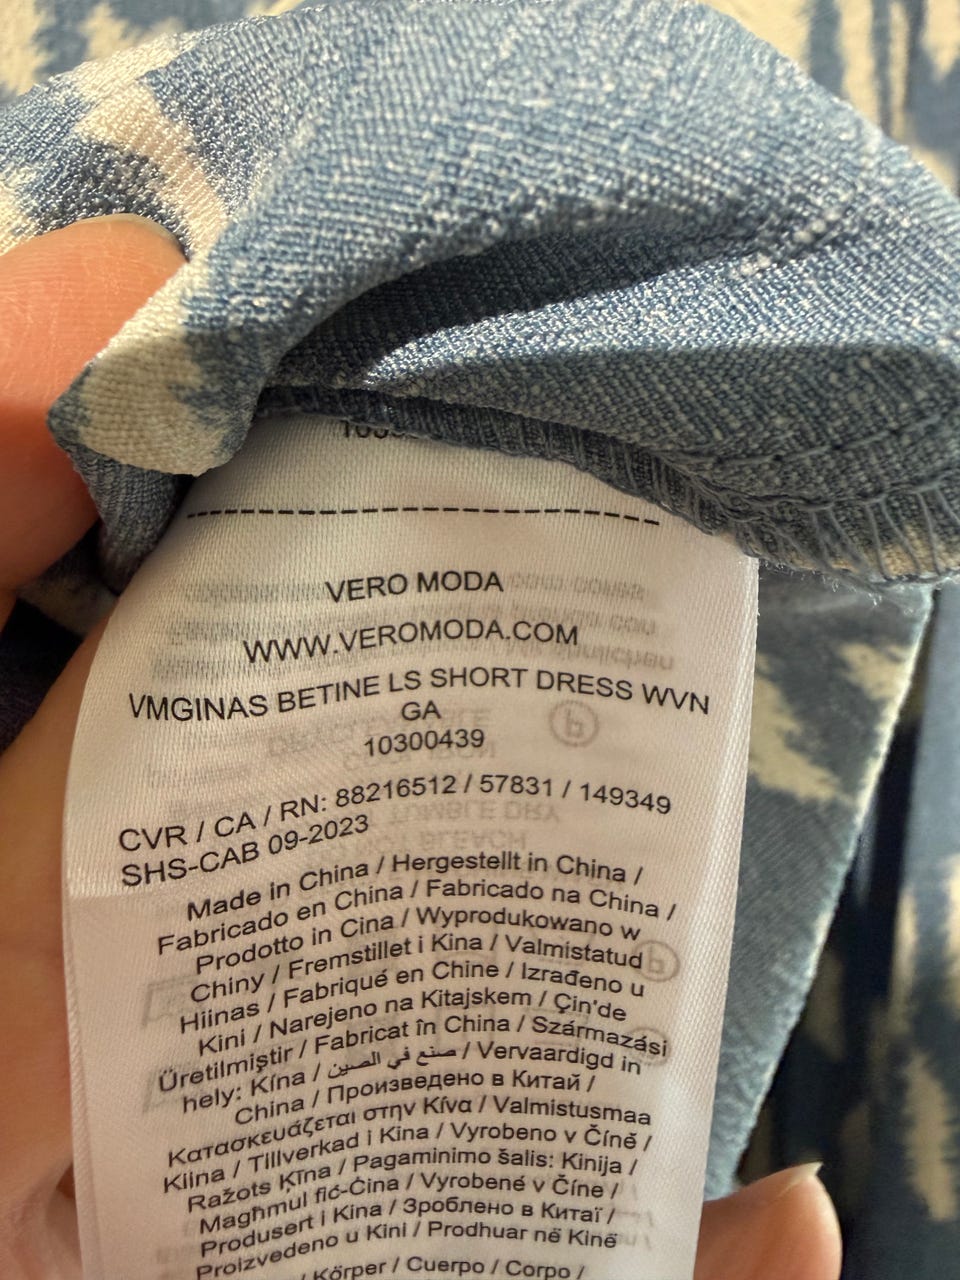 VERO MODA
WWW.VEROMODA.COM
VMGINAS BETINE LS SHORT DRESS WVN
GA
10300439
CVR / CA / RN: 88216512 / 57831 / 149349
SHS-CAB 09-2023
Made in China / Hergestellt in China /
Fabricado en China / Fabricado na China /
Prodotto in Cina / Wyprodukowano w
Chiny / Fremstillet i Kina / Valmistatud
Hiinas / Fabriqué en Chine / Izrađeno u
Kini / Narejeno na Kitajskem / Çin'de
Üretilmiştir / Fabricat în China / Származási
hely: Kína / صنع في الصين / Vervaardigd in
China / Произведено в Китай /
Κατασκευάζεται στην Κίνα / Valmistusmaa
Kiina / Tillverkad i Kina / Vyrobeno v Číně /
Ražots Ķīna / Pagaminimo šalis: Kinija /
Magħmul fiċ-Ċina / Vyrobené v Číne /
Produsert i Kina / Зроблено в Китаї /
Proizvedeno u Kini / Prodhuar në Kinë
/ Körper / Cuerpo / Corpo /